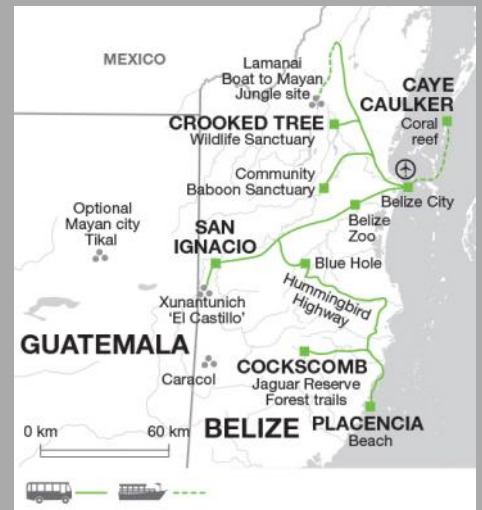 MEXICO
Lamanai
Boat to Mayan
Jungle site
CAYE
CAULKER
Coral
reef
CROOKED TREE
Wildlife Sanctuary
Community
Baboon Sanctuary
Belize City
Belize
Zoo
Optional
Mayan city
Tikal
SAN
IGNACIO
Blue Hole
Hummingbird
Highway
Xunantunich
'El Castillo'
GUATEMALA
Caracol
COCKSCOMB
Jaguar Reserve
Forest trails
BELIZE
PLACENCIA
Beach
0 km
60 km